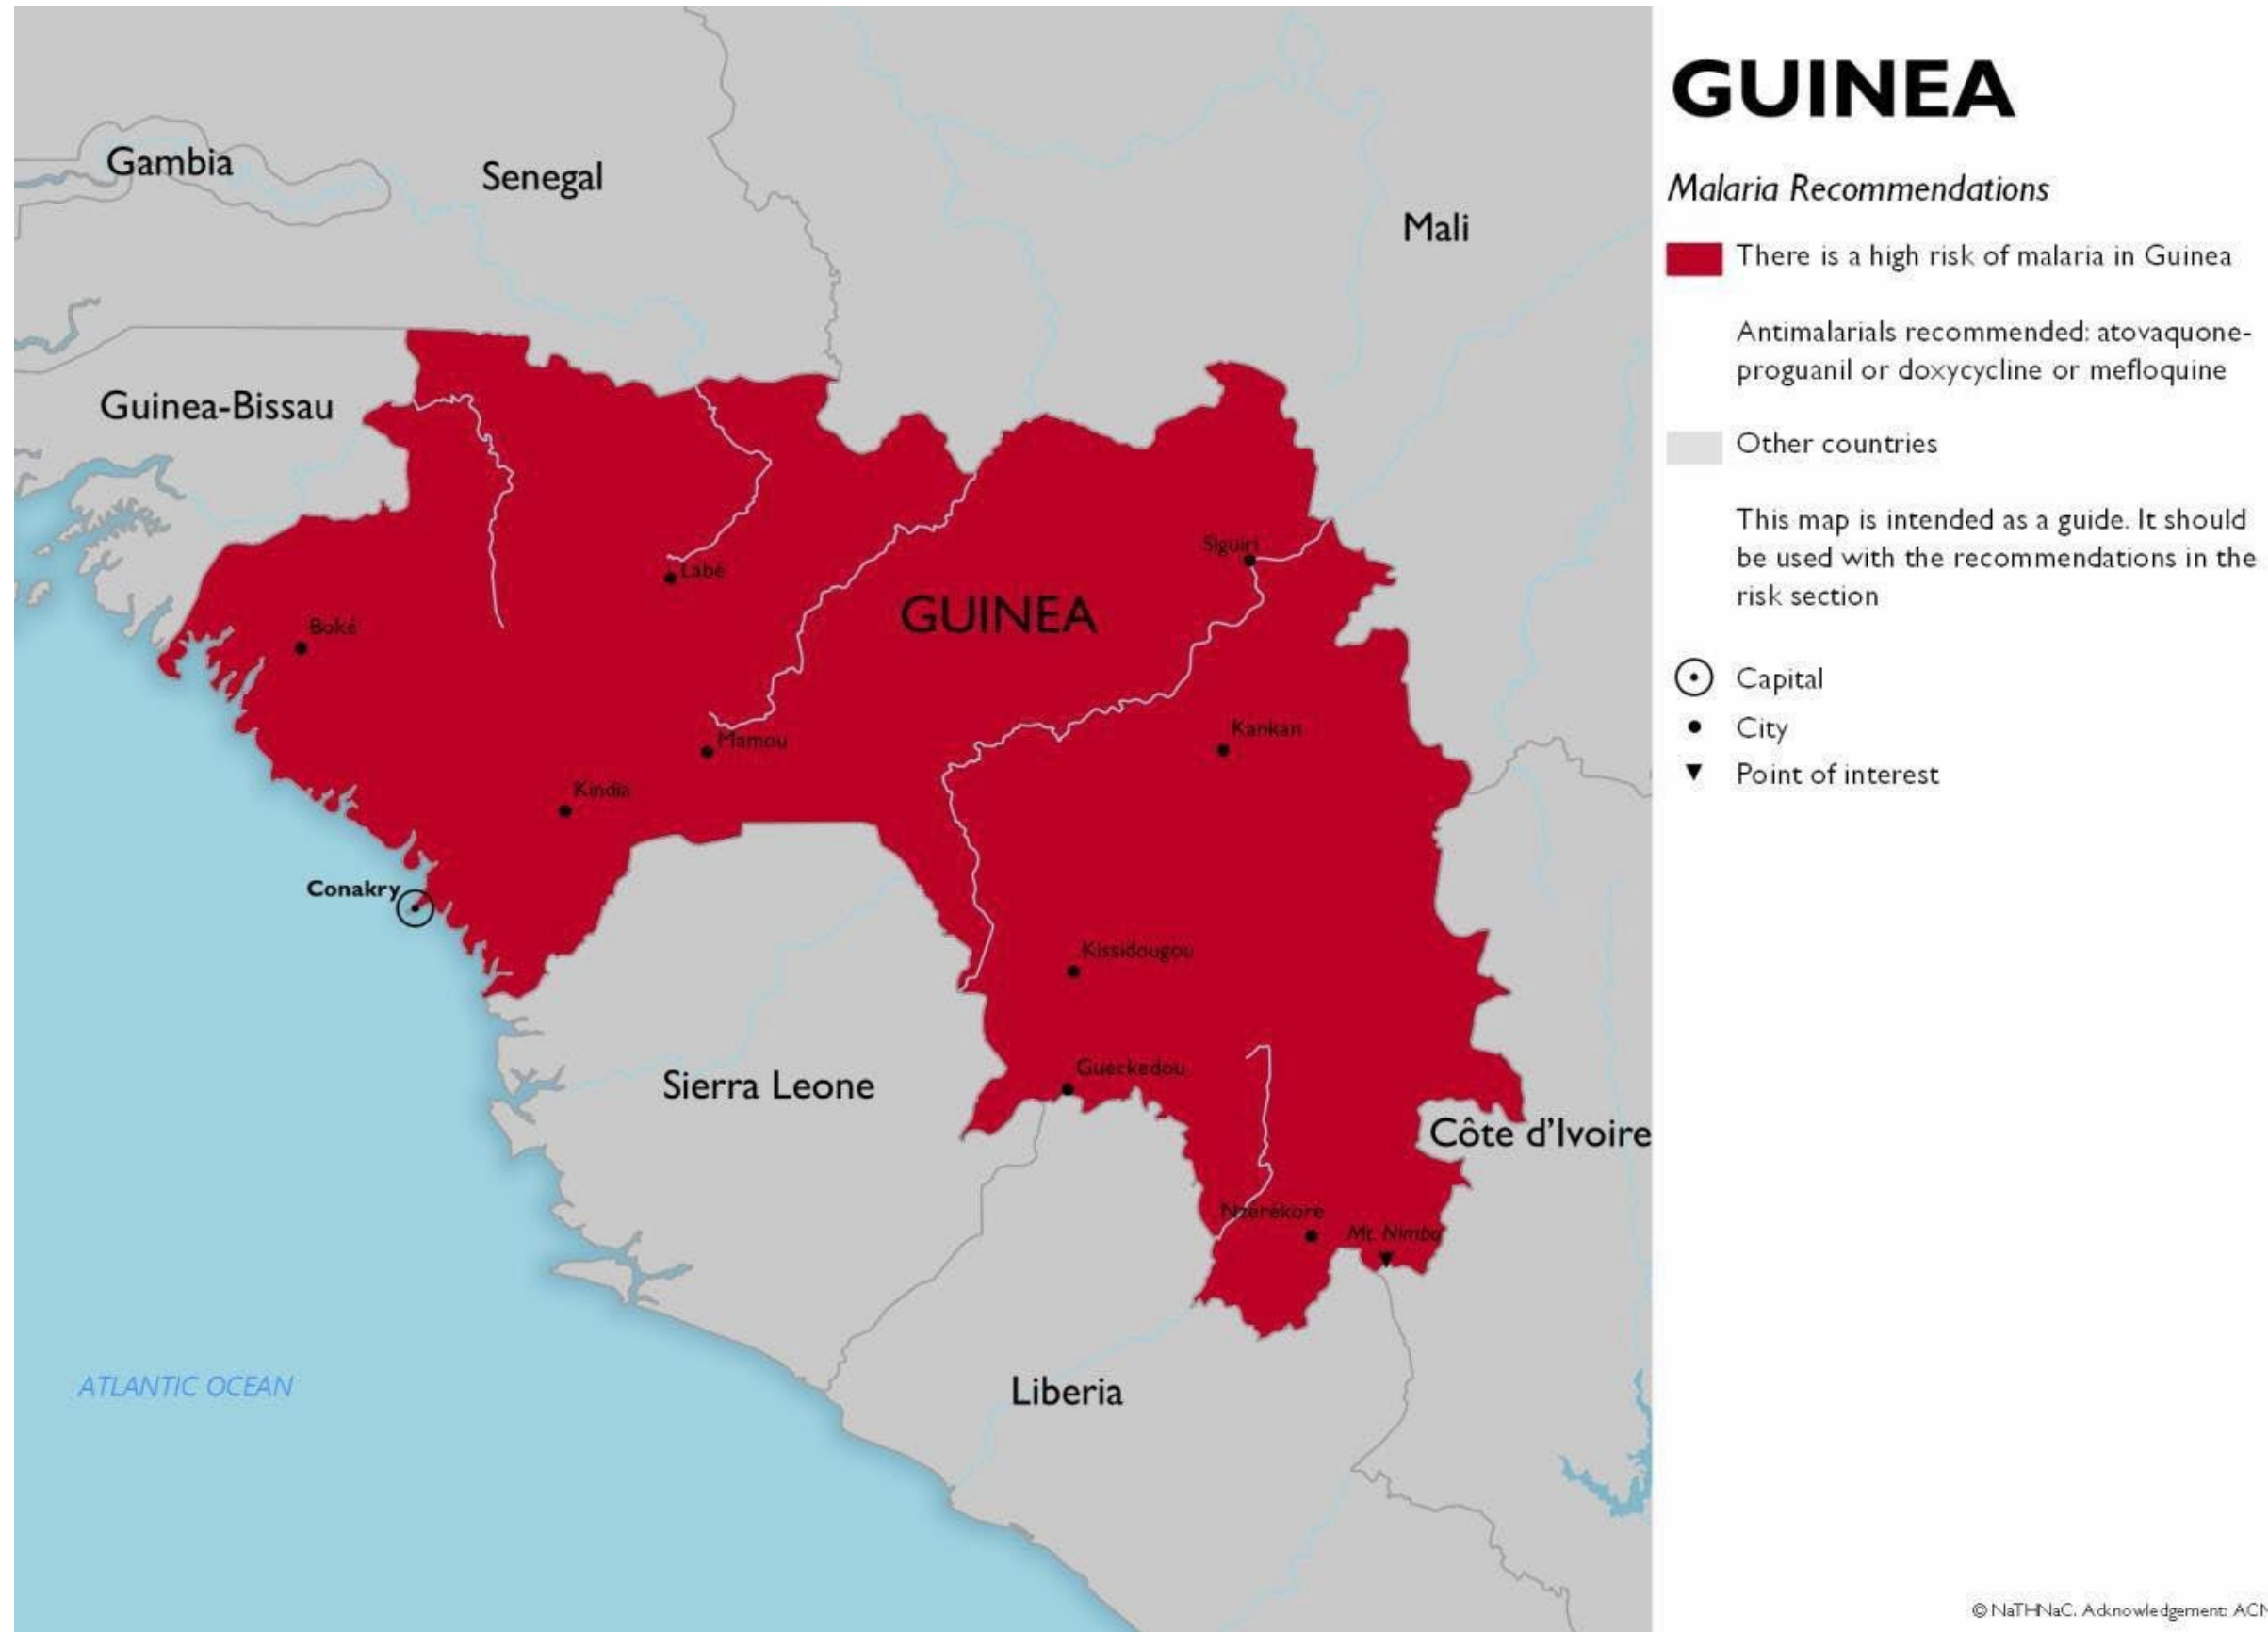 GUINEA
Malaria Recommendations
There is a high risk of malaria in Guinea
Antimalarials recommended: atovaquone-
proguanil or doxycycline or mefloquine
Other countries
This map is intended as a guide. It should
be used with the recommendations in the
risk section
Capital
City
Point of interest
Gambia
Senegal
Mali
Guinea-Bissau
Siguiri
Labé
GUINEA
Boké
Kankan
Mamou
Kindia
Conakry
Kissidougou
Gueckedou
Sierra Leone
Côte d'Ivoire
Nzerékore
Mt. Nimba
ATLANTIC OCEAN
Liberia
© NaTHNaC. Acknowledgement: